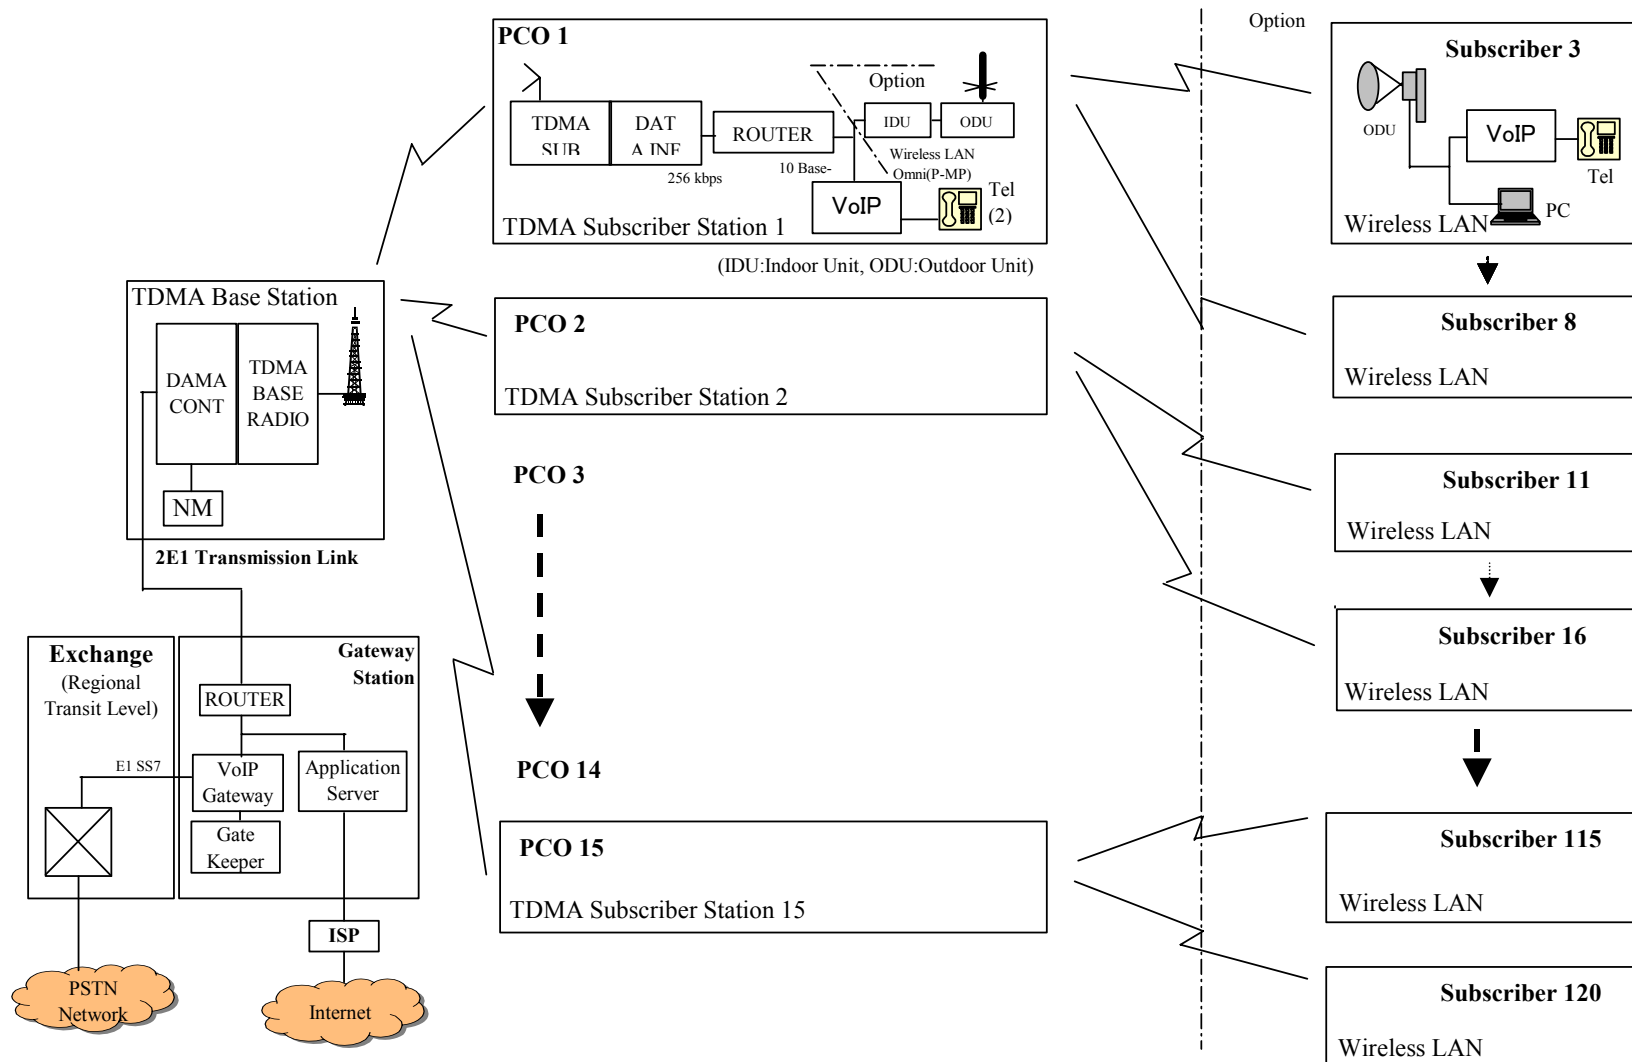 PCO 1
Option
TDMA
SUB
DAT
A INF
ROUTER
IDU
ODU
256 kbps
10 Base-
Wireless LAN
Omni(P-MP)
VoIP
Tel
(2)
TDMA Subscriber Station 1
(IDU:Indoor Unit, ODU:Outdoor Unit)
Option
Subscriber 3
ODU
VoIP
Tel
PC
Wireless LAN
TDMA Base Station
DAMA
CONT
TDMA
BASE
RADIO
NM
2E1 Transmission Link
PCO 2
TDMA Subscriber Station 2
Subscriber 8
Wireless LAN
PCO 3
Subscriber 11
Wireless LAN
Subscriber 16
Wireless LAN
Exchange
(Regional
Transit Level)
Gateway
Station
ROUTER
E1 SS7
VoIP
Gateway
Application
Server
Gate
Keeper
ISP
PSTN
Network
Internet
PCO 14
PCO 15
TDMA Subscriber Station 15
Subscriber 115
Wireless LAN
Subscriber 120
Wireless LAN